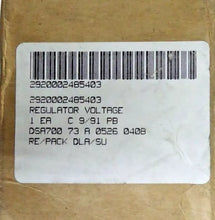 2920002485403
2920002485403
REGULATOR VOLTAGE
1 EA C 9/91 PB
DSA700 73 A 0526 0408
RE/PACK DLA/SU